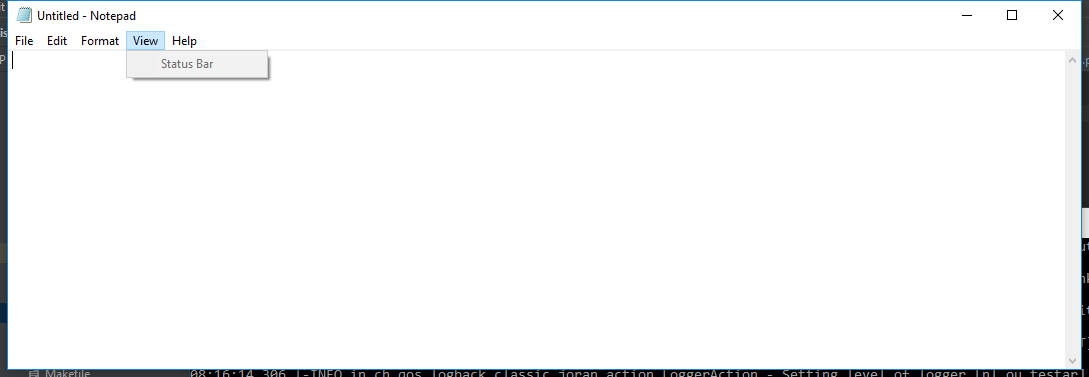 Untitled - Notepad
File Edit Format View Help
Status Bar
Makefile
08:16:14,306 |-INFO in ch.qos.logback.classic.joran.action.LoggerAction - Setting level of logger [nl.ou.testar